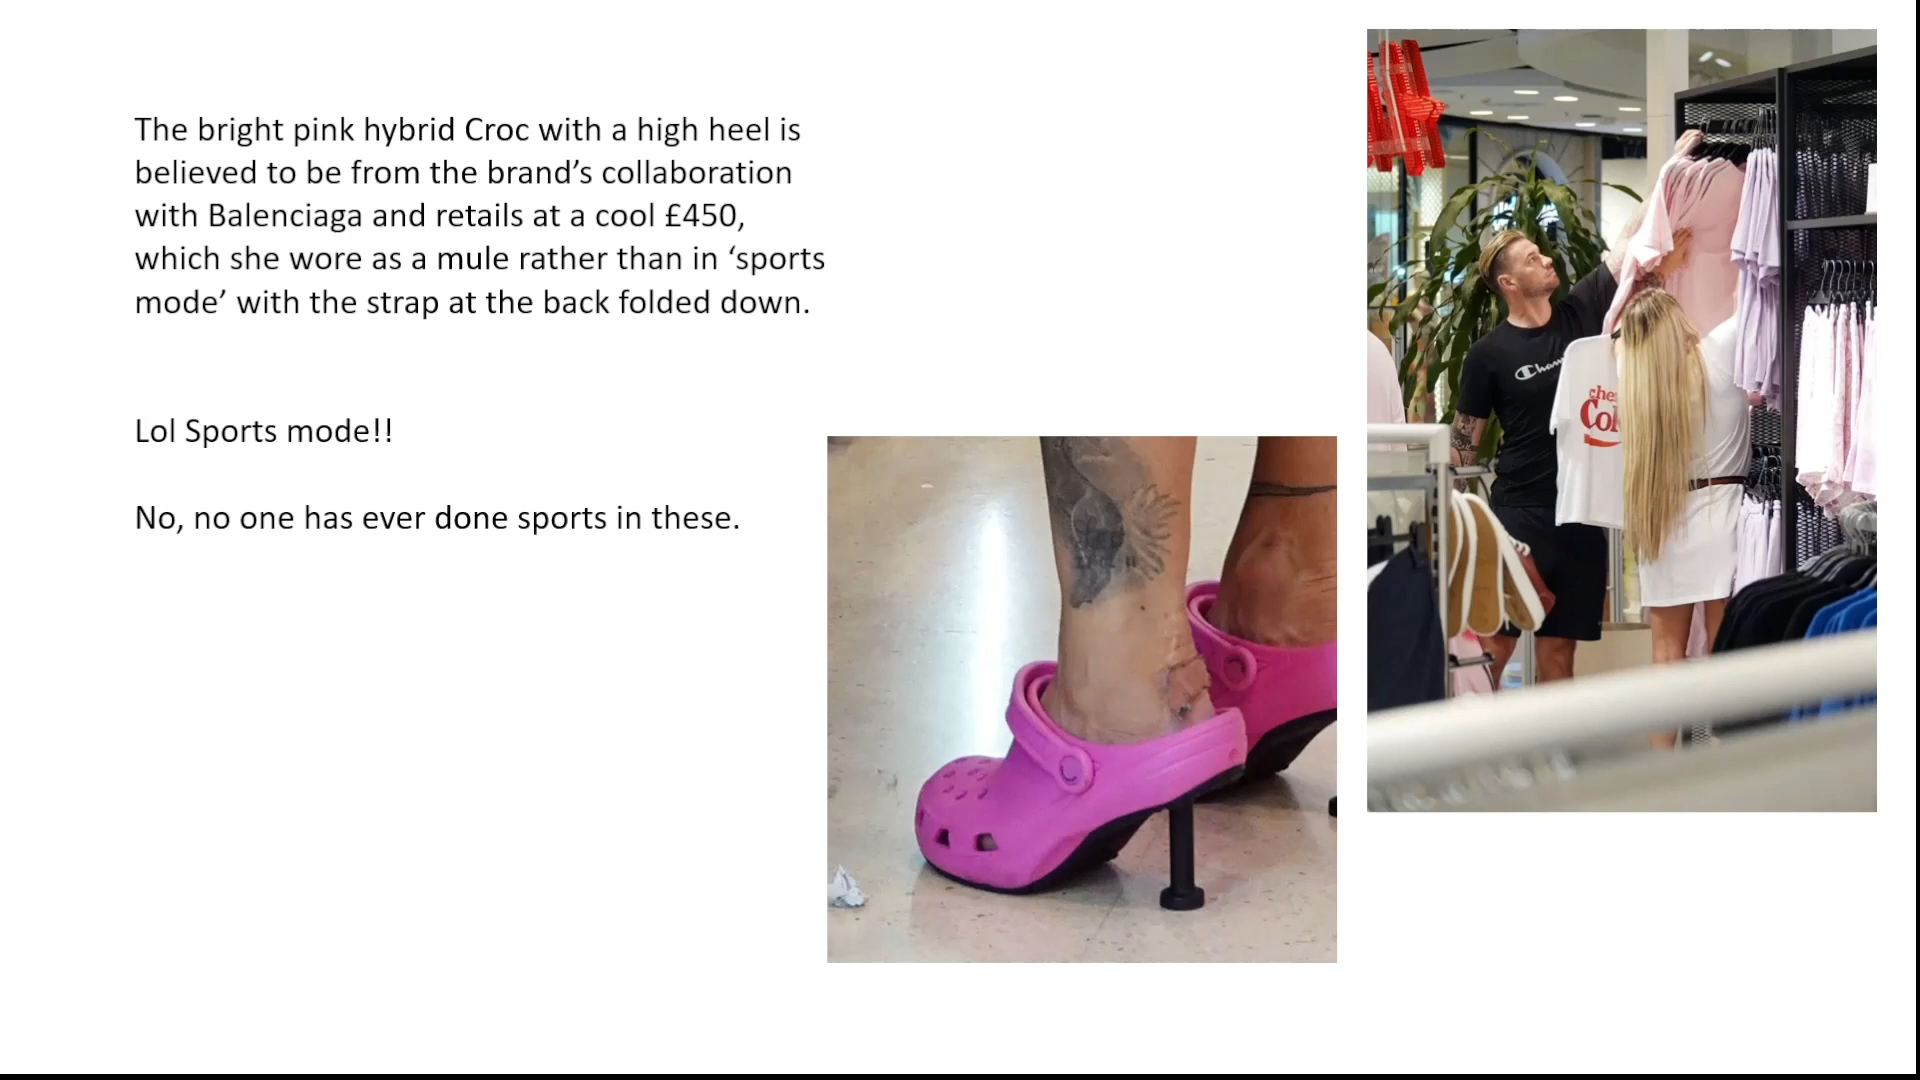 The bright pink hybrid Croc with a high heel is
believed to be from the brand’s collaboration
with Balenciaga and retails at a cool £450,
which she wore as a mule rather than in ‘sports
mode’ with the strap at the back folded down.
Lol Sports mode!!
No, no one has ever done sports in these.